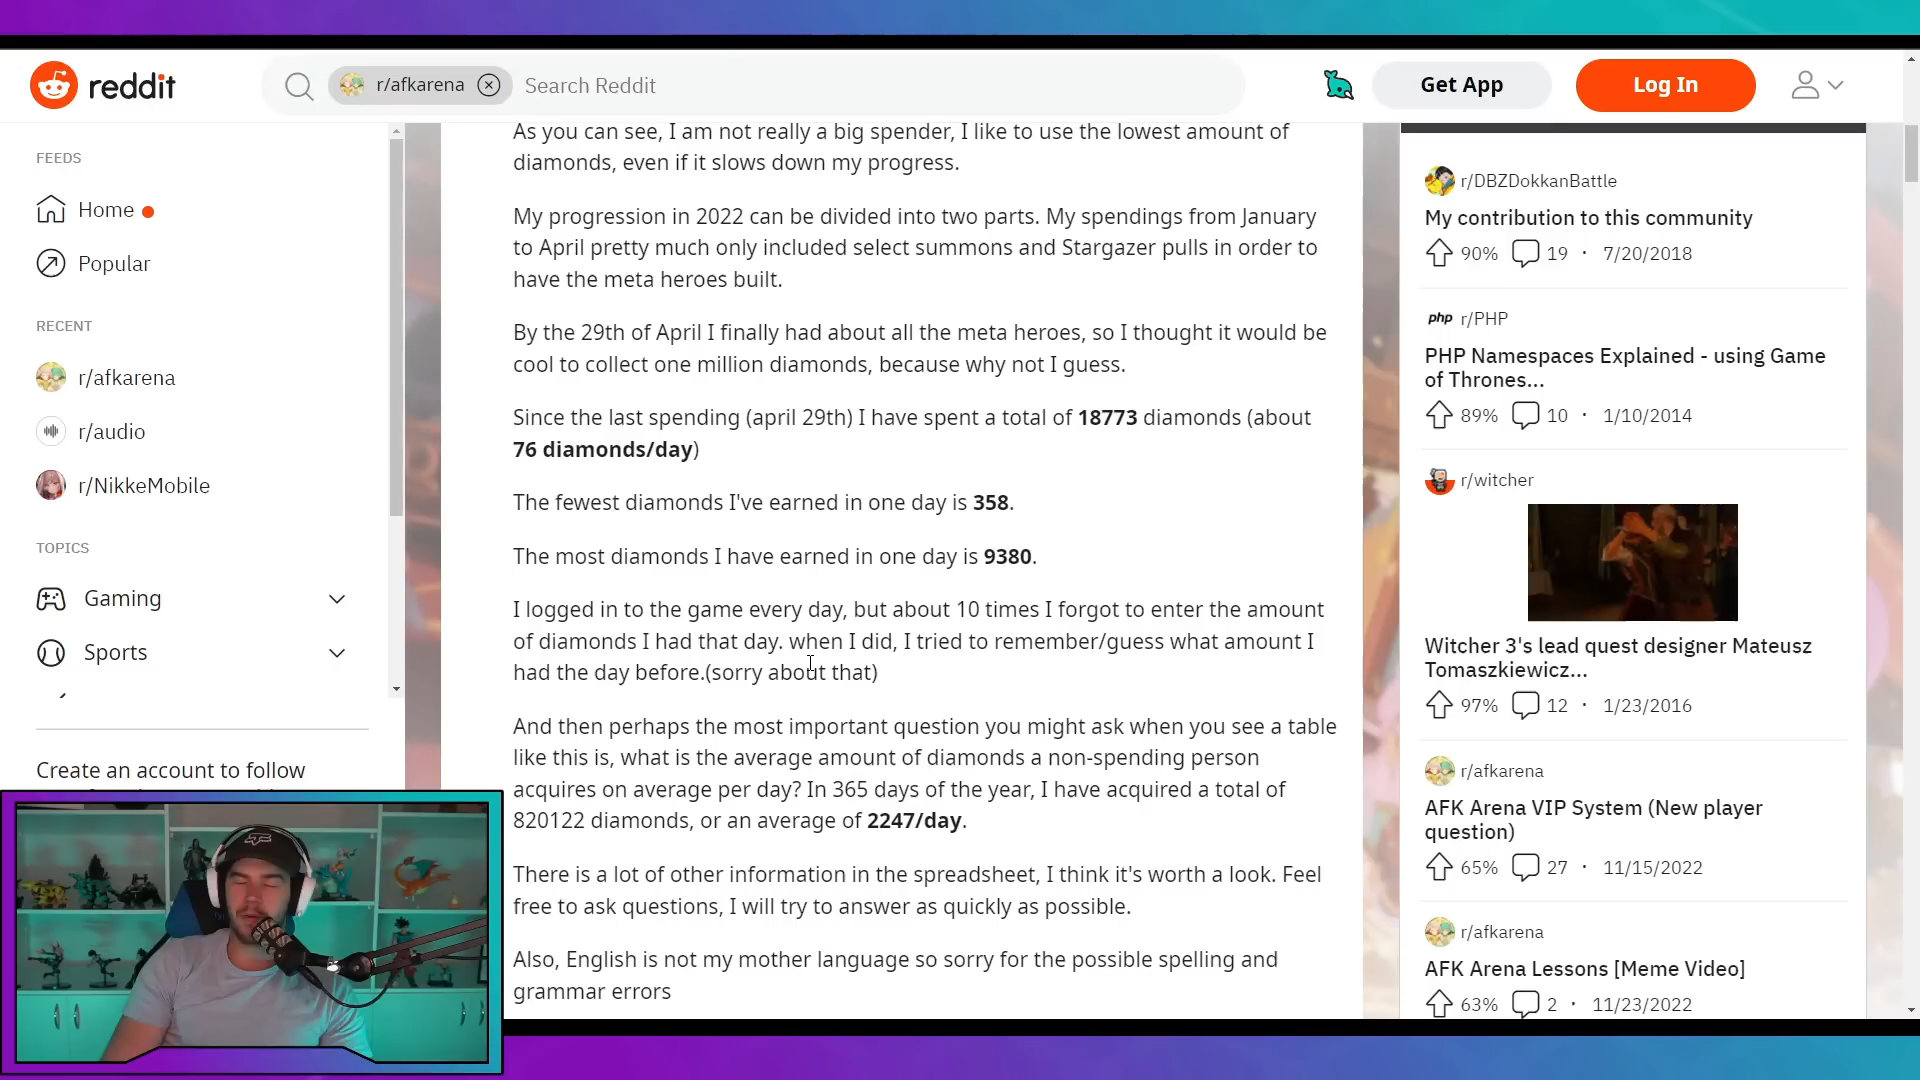 reddit
r/afkarena
Search Reddit
Get App
Log In
FEEDS
Home
Popular
RECENT
r/afkarena
r/audio
r/NikkeMobile
TOPICS
Gaming
Sports
Create an account to follow
As you can see, I am not really a big spender, I like to use the lowest amount of
diamonds, even if it slows down my progress.
My progression in 2022 can be divided into two parts. My spendings from January
to April pretty much only included select summons and Stargazer pulls in order to
have the meta heroes built.
By the 29th of April I finally had about all the meta heroes, so I thought it would be
cool to collect one million diamonds, because why not I guess.
Since the last spending (april 29th) I have spent a total of 18773 diamonds (about
76 diamonds/day)
The fewest diamonds I've earned in one day is 358.
The most diamonds I have earned in one day is 9380.
I logged in to the game every day, but about 10 times I forgot to enter the amount
of diamonds I had that day. when I did, I tried to remember/guess what amount I
had the day before.(sorry about that)
And then perhaps the most important question you might ask when you see a table
like this is, what is the average amount of diamonds a non-spending person
acquires on average per day? In 365 days of the year, I have acquired a total of
820122 diamonds, or an average of 2247/day.
There is a lot of other information in the spreadsheet, I think it's worth a look. Feel
free to ask questions, I will try to answer as quickly as possible.
Also, English is not my mother language so sorry for the possible spelling and
grammar errors
r/DBZDokkanBattle
My contribution to this community
90% 19 · 7/20/2018
php r/PHP
PHP Namespaces Explained - using Game
of Thrones...
89% 10 · 1/10/2014
r/witcher
Witcher 3's lead quest designer Mateusz
Tomaszkiewicz...
97% 12 · 1/23/2016
r/afkarena
AFK Arena VIP System (New player
question)
65% 27 · 11/15/2022
r/afkarena
AFK Arena Lessons [Meme Video]
63% 2 · 11/23/2022